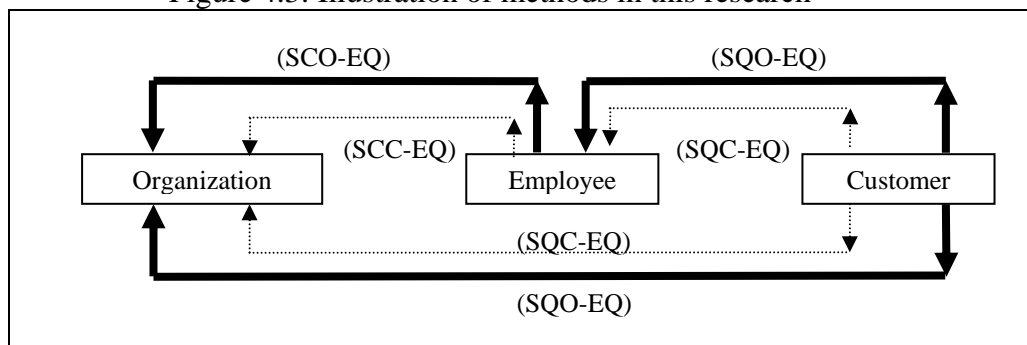 Figure 4.3: Illustration of methods in this research
(SCO-EQ) (SQO-EQ)
(SCC-EQ) (SQC-EQ)
Organization Employee Customer
(SQC-EQ)
(SQO-EQ)